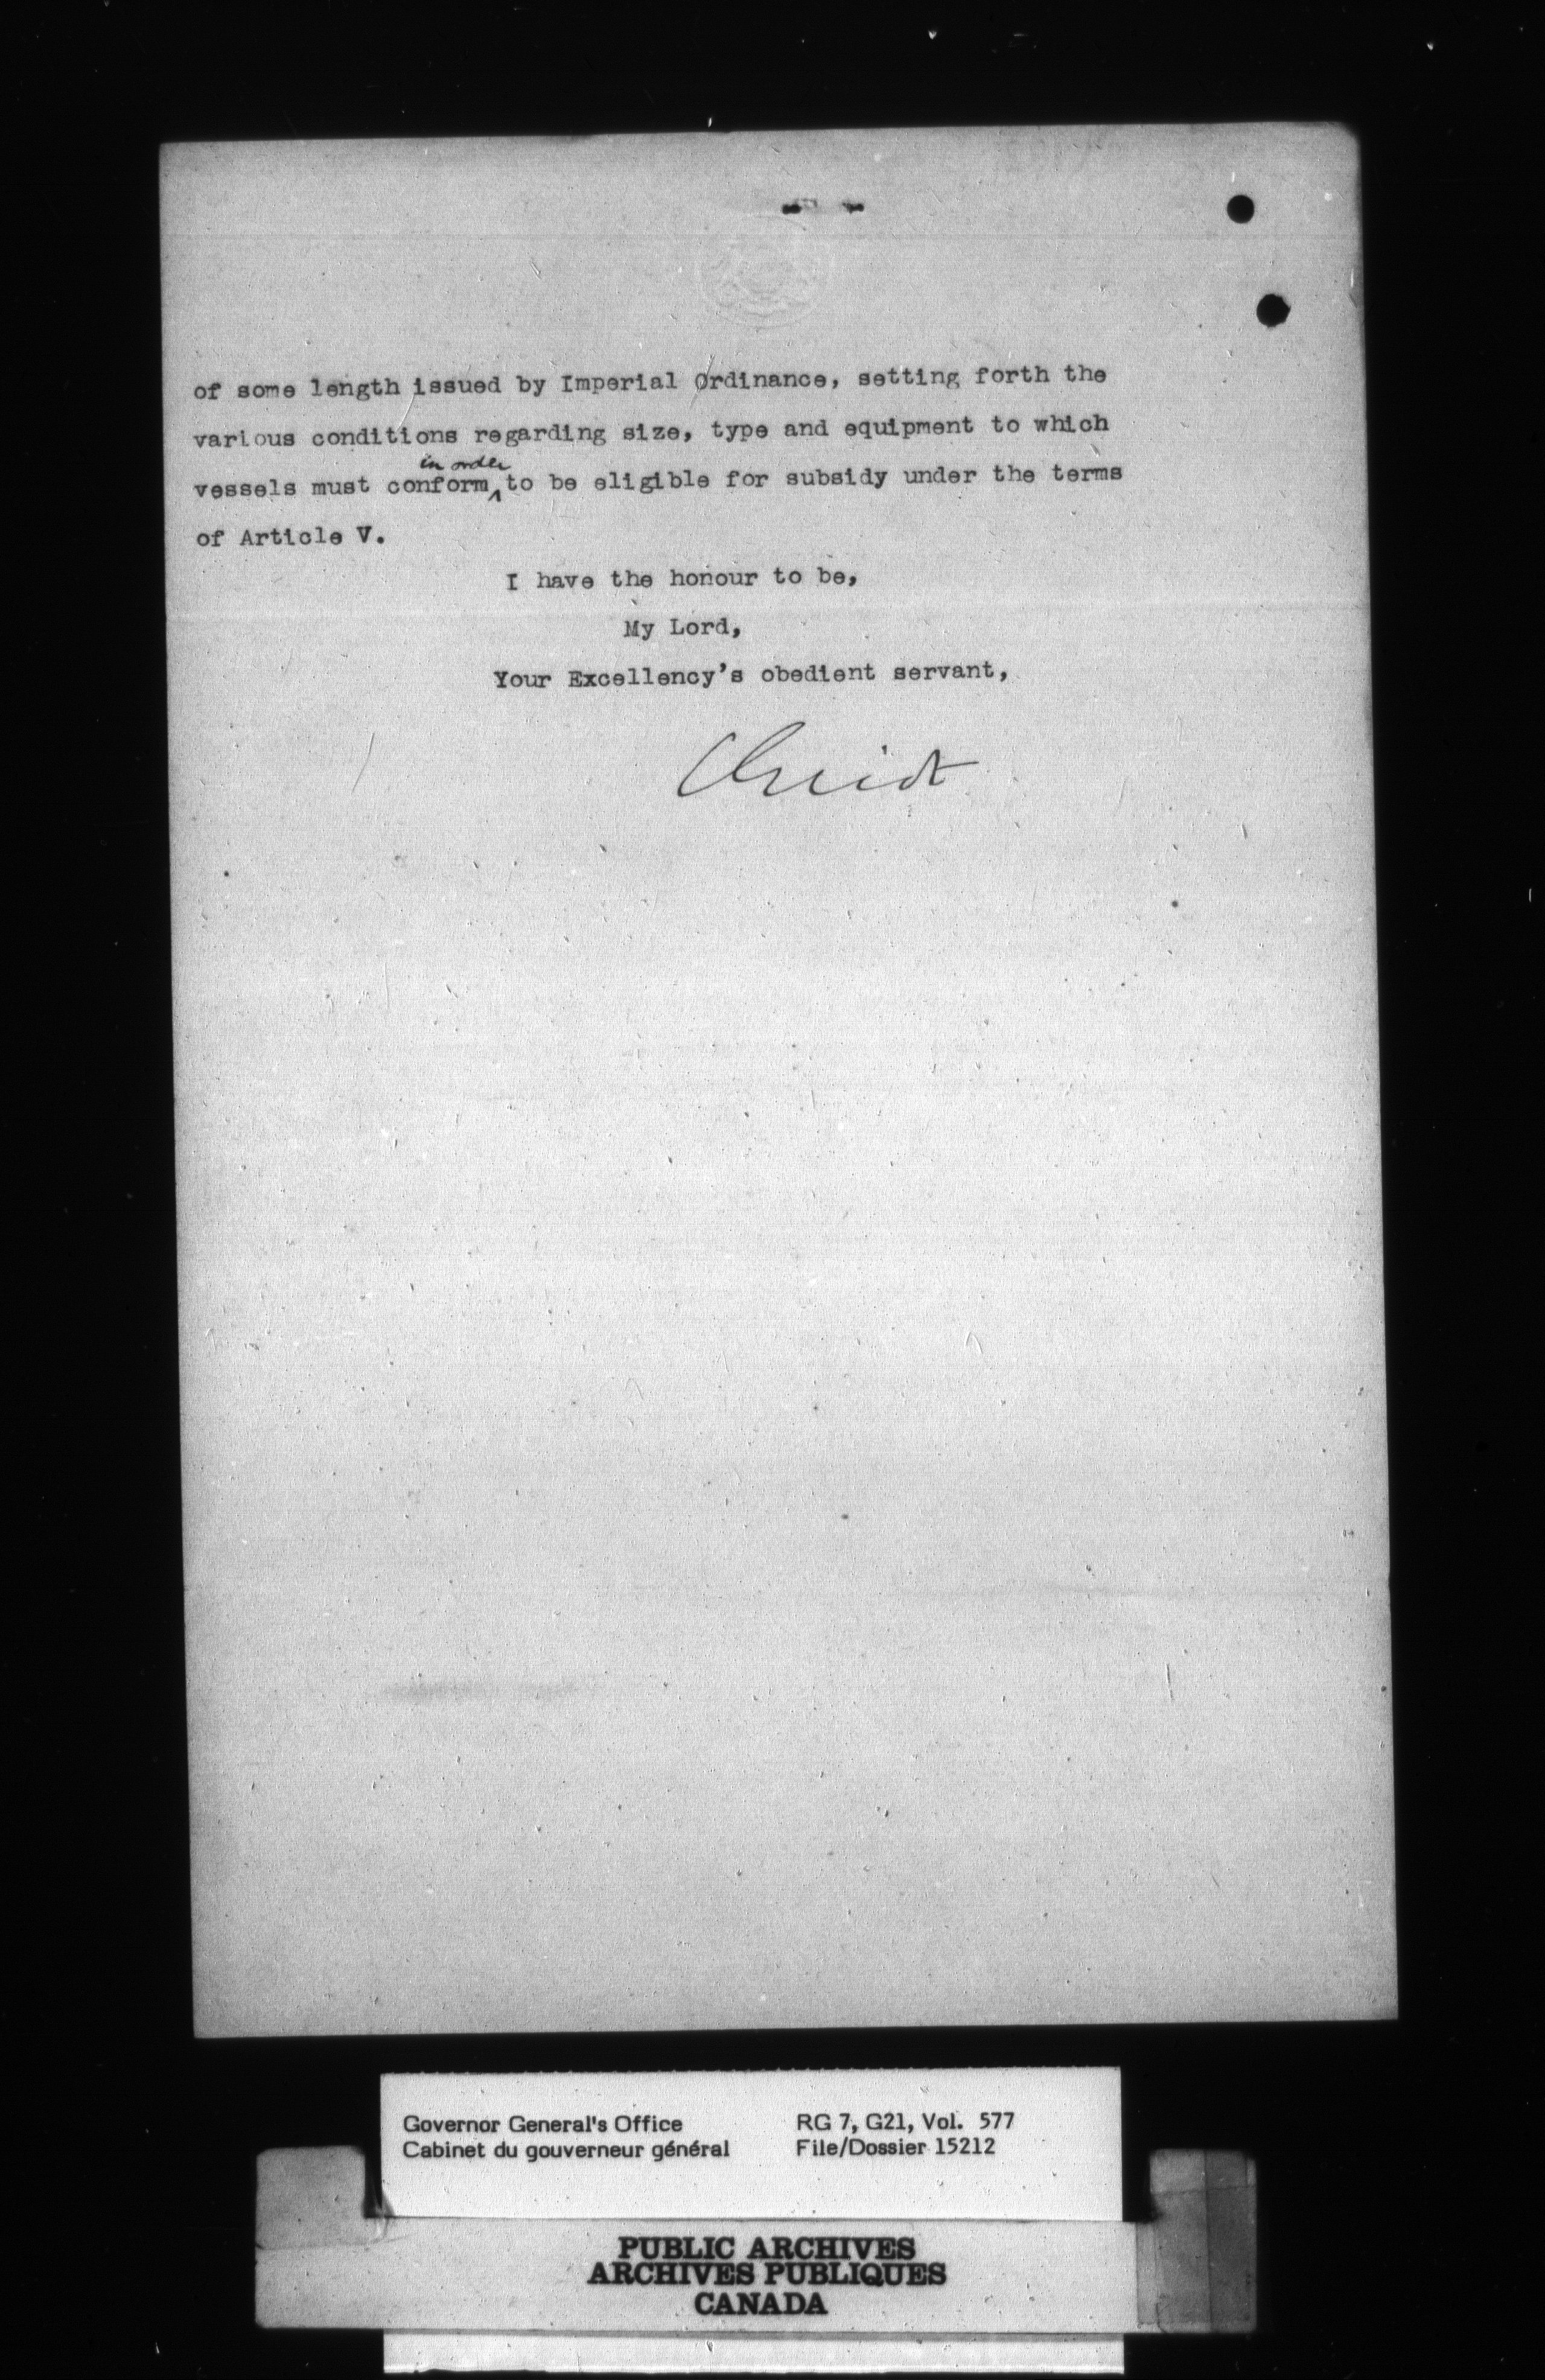 of some length issued by Imperial Ordinance, setting forth the
various conditions regarding size, type and equipment to which
in order
vessels must conform to be eligible for subsidy under the terms
of Article V.
I have the honour to be,
My Lord,
Your Excellency's obedient servant,
Governor General's Office
Cabinet du gouverneur général
RG 7, G21, Vol. 577
File/Dossier 15212
PUBLIC ARCHIVES
ARCHIVES PUBLIQUES
CANADA